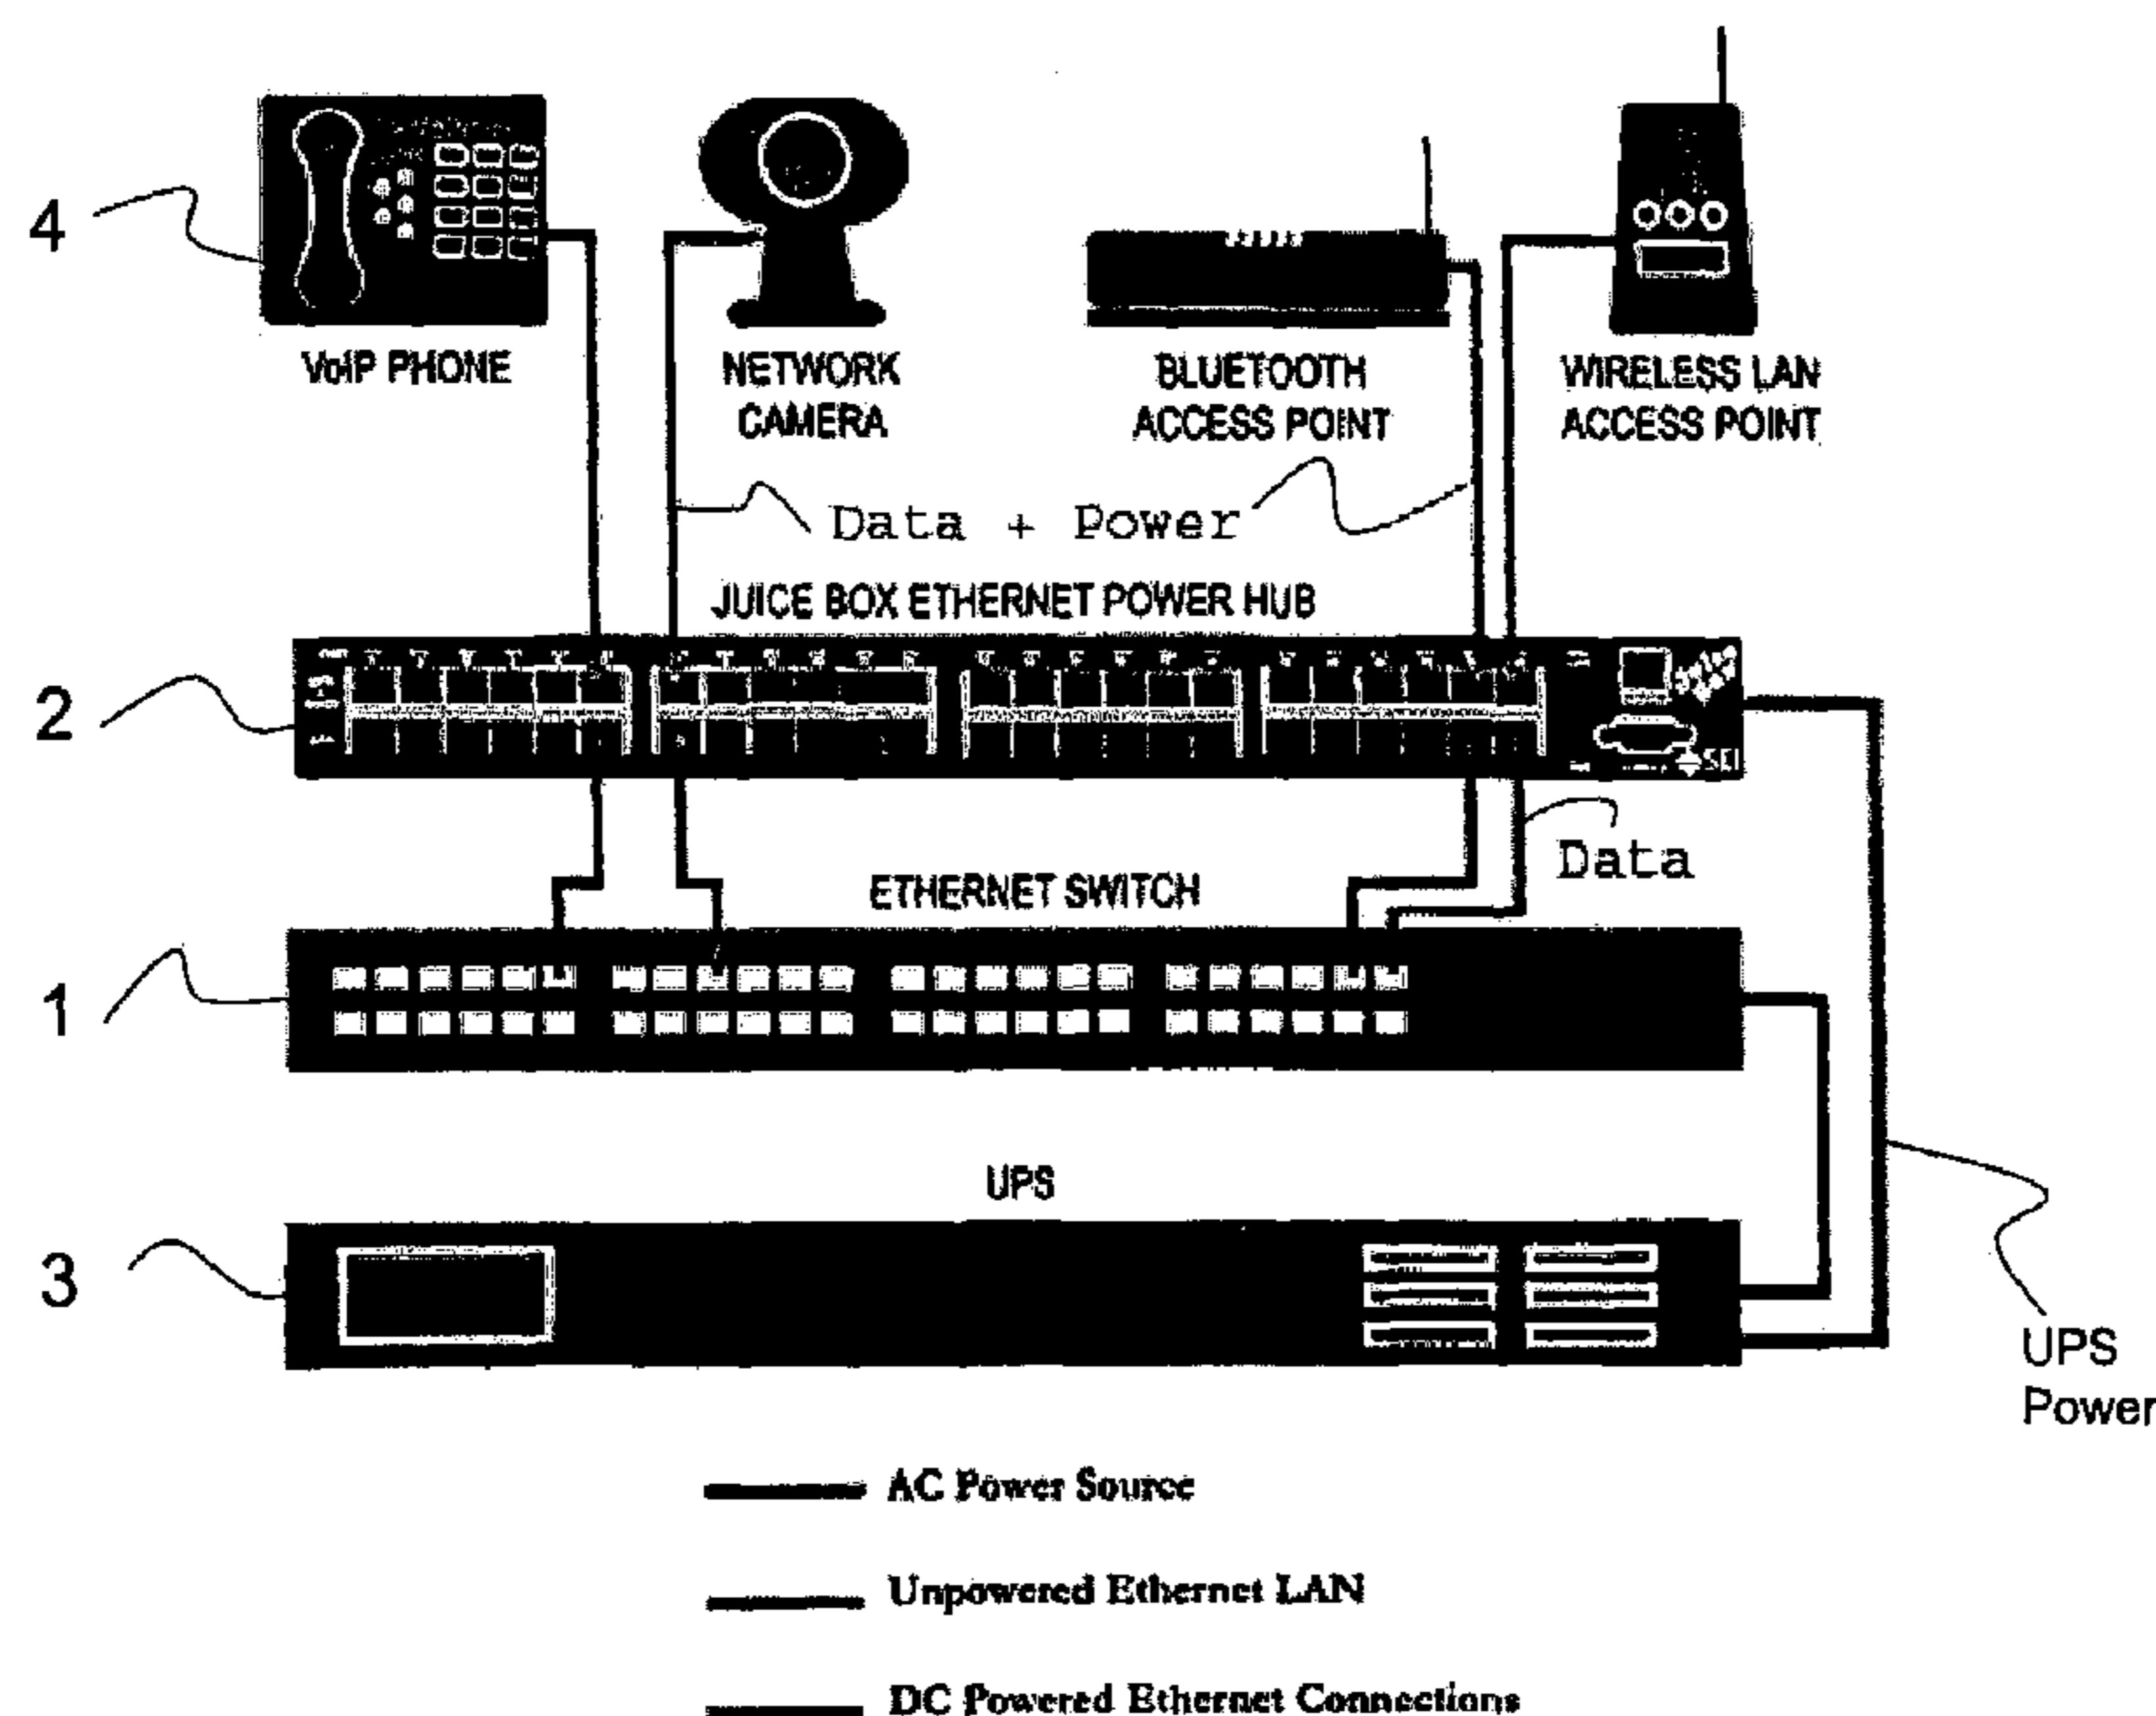 4
VoIP PHONE
NETWORK
CAMERA
BLUETOOTH
ACCESS POINT
WIRELESS LAN
ACCESS POINT
Data + Power
JUICE BOX ETHERNET POWER HUB
2
Data
ETHERNET SWITCH
1
UPS
3
UPS
Power
AC Power Source
Unpowered Ethernet LAN
DC Powered Ethernet Connections